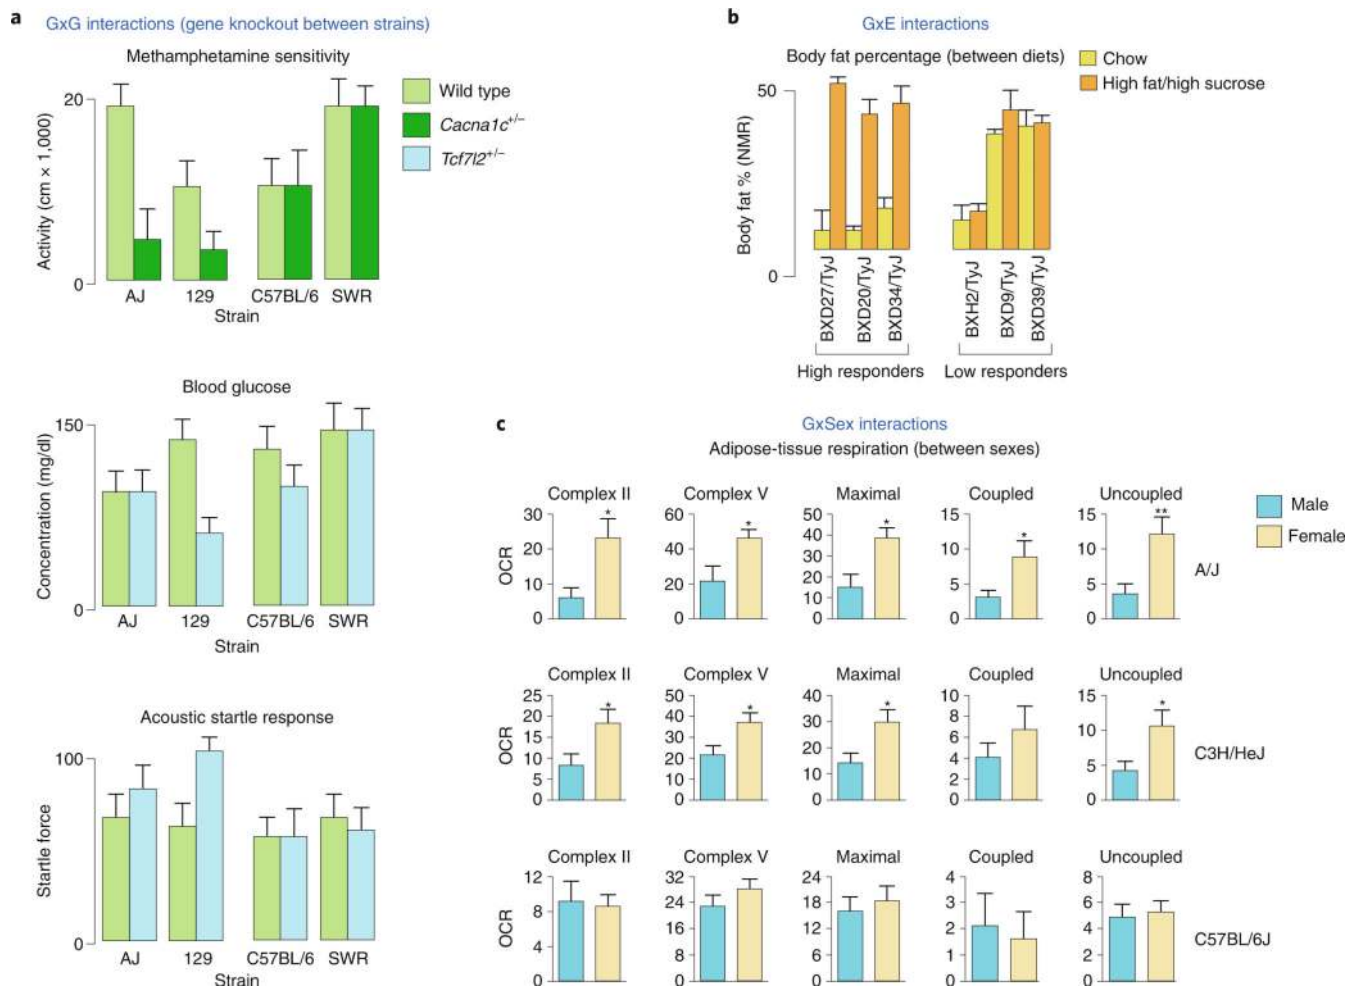 a
GxG interactions (gene knockout between strains)
Methamphetamine sensitivity
Activity (cm × 1,000)
20
0
AJ 129 C57BL/6 SWR
Strain
Wild type
Cacna1c+/–
Tcf7l2+/–
Blood glucose
Concentration (mg/dl)
150
0
AJ 129 C57BL/6 SWR
Strain
Acoustic startle response
Startle force
100
0
AJ 129 C57BL/6 SWR
Strain
b
GxE interactions
Body fat percentage (between diets)
Chow
High fat/high sucrose
Body fat % (NMR)
50
0
BXD27/TyJ
BXD20/TyJ
BXD34/TyJ
BXH2/TyJ
BXD9/TyJ
BXD39/TyJ
High responders Low responders
c
GxSex interactions
Adipose-tissue respiration (between sexes)
Male
Female
Complex II
OCR
30
20
10
0
*
Complex V
60
40
20
0
*
Maximal
50
40
30
20
10
0
*
Coupled
15
10
5
0
*
Uncoupled
15
10
5
0
**
A/J
Complex II
OCR
25
20
15
10
5
0
*
Complex V
50
40
30
20
10
0
*
Maximal
40
30
20
10
0
*
Coupled
10
8
6
4
2
0
Uncoupled
15
10
5
0
*
C3H/HeJ
Complex II
OCR
12
9
6
3
0
Complex V
32
24
16
8
0
Maximal
24
18
12
6
0
Coupled
4
3
2
1
0
Uncoupled
8
6
4
2
0
C57BL/6J